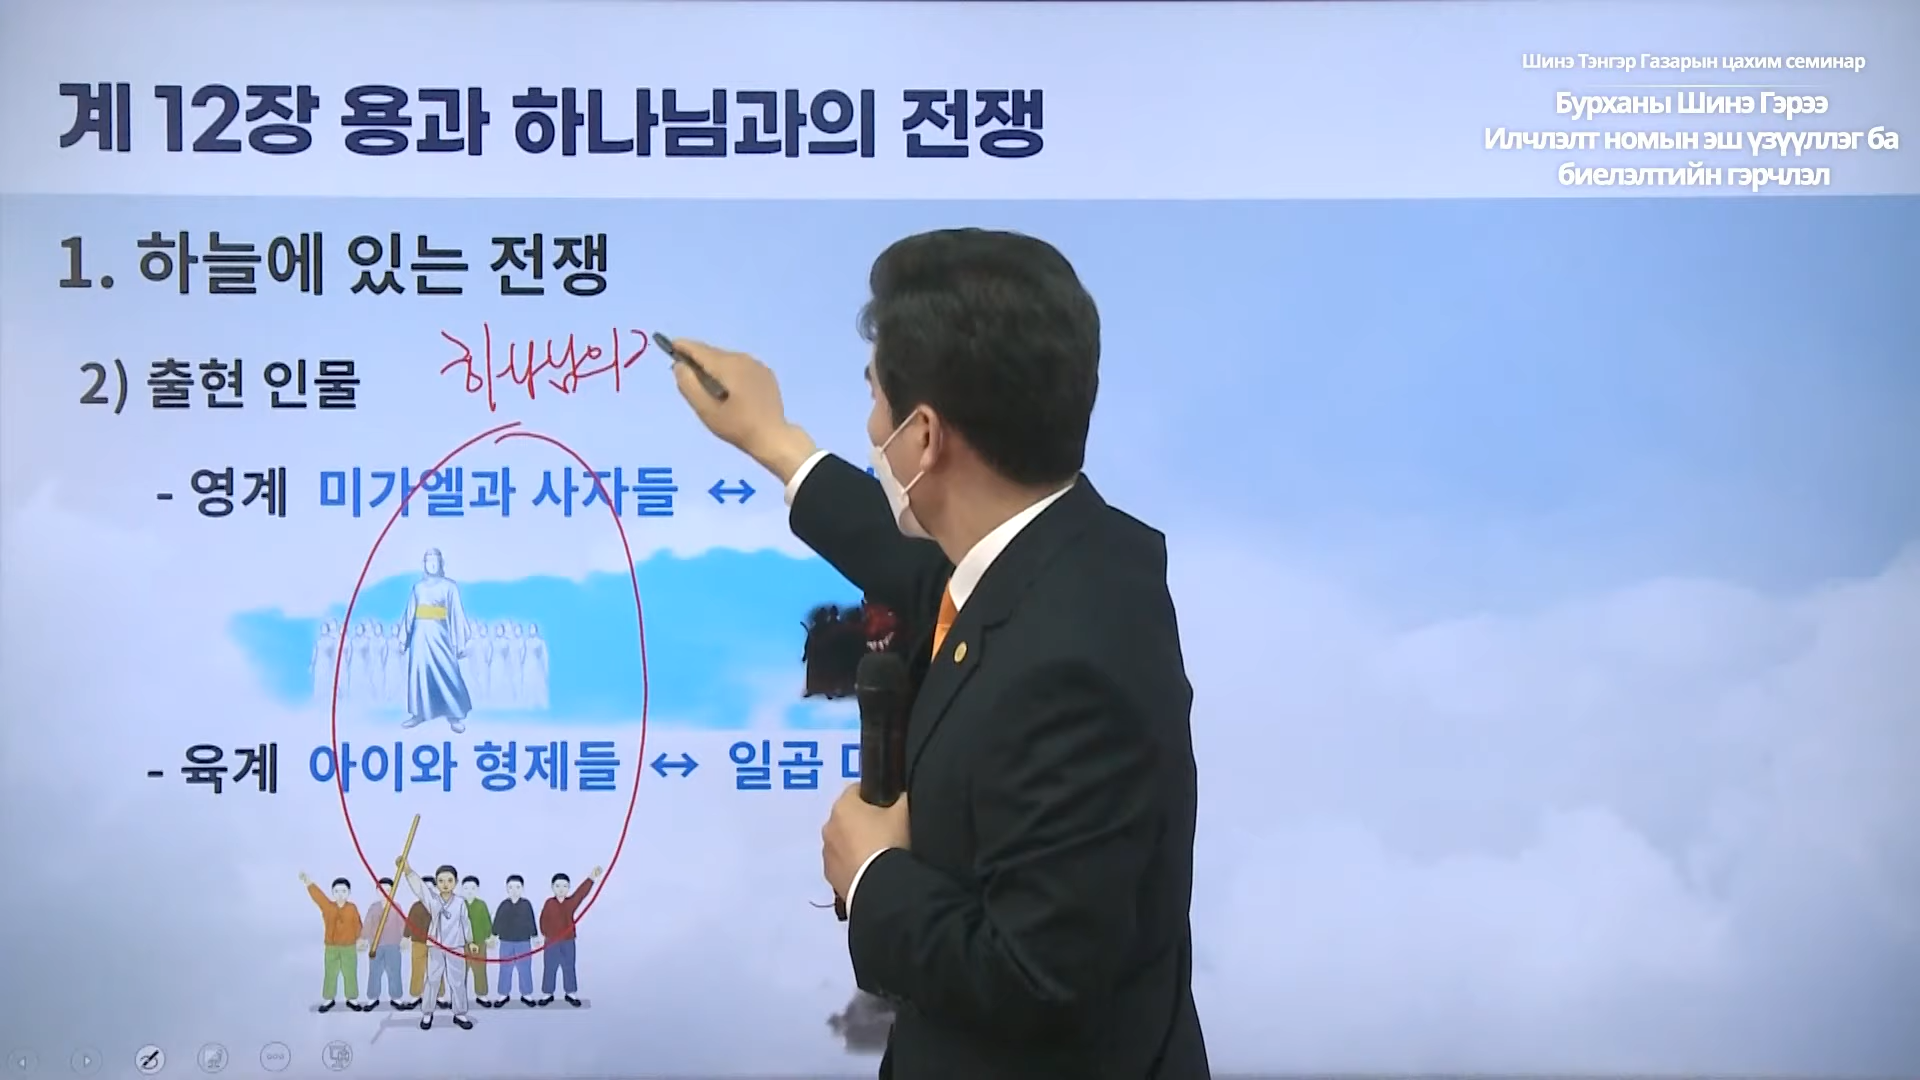 계 12장 용과 하나님과의 전쟁
Шинэ Тэнгэр Газарын цахим семинар
Бурханы Шинэ Гэрээ
Илчлэлт номын эш үзүүллэг ба
биелэлтийн гэрчлэл
1. 하늘에 있는 전쟁
2) 출현 인물
하나님의
- 영계 미가엘과 사자들 ↔
- 육계 아이와 형제들 ↔ 일곱